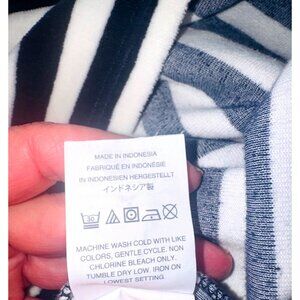 MADE IN INDONESIA
FABRIQUÉ EN INDONÉSIE
IN INDONESIEN HERGESTELLT
インドネシア製
30
MACHINE WASH COLD WITH LIKE
COLORS, GENTLE CYCLE. NON
CHLORINE BLEACH ONLY.
TUMBLE DRY LOW. IRON ON
LOWEST SETTING.